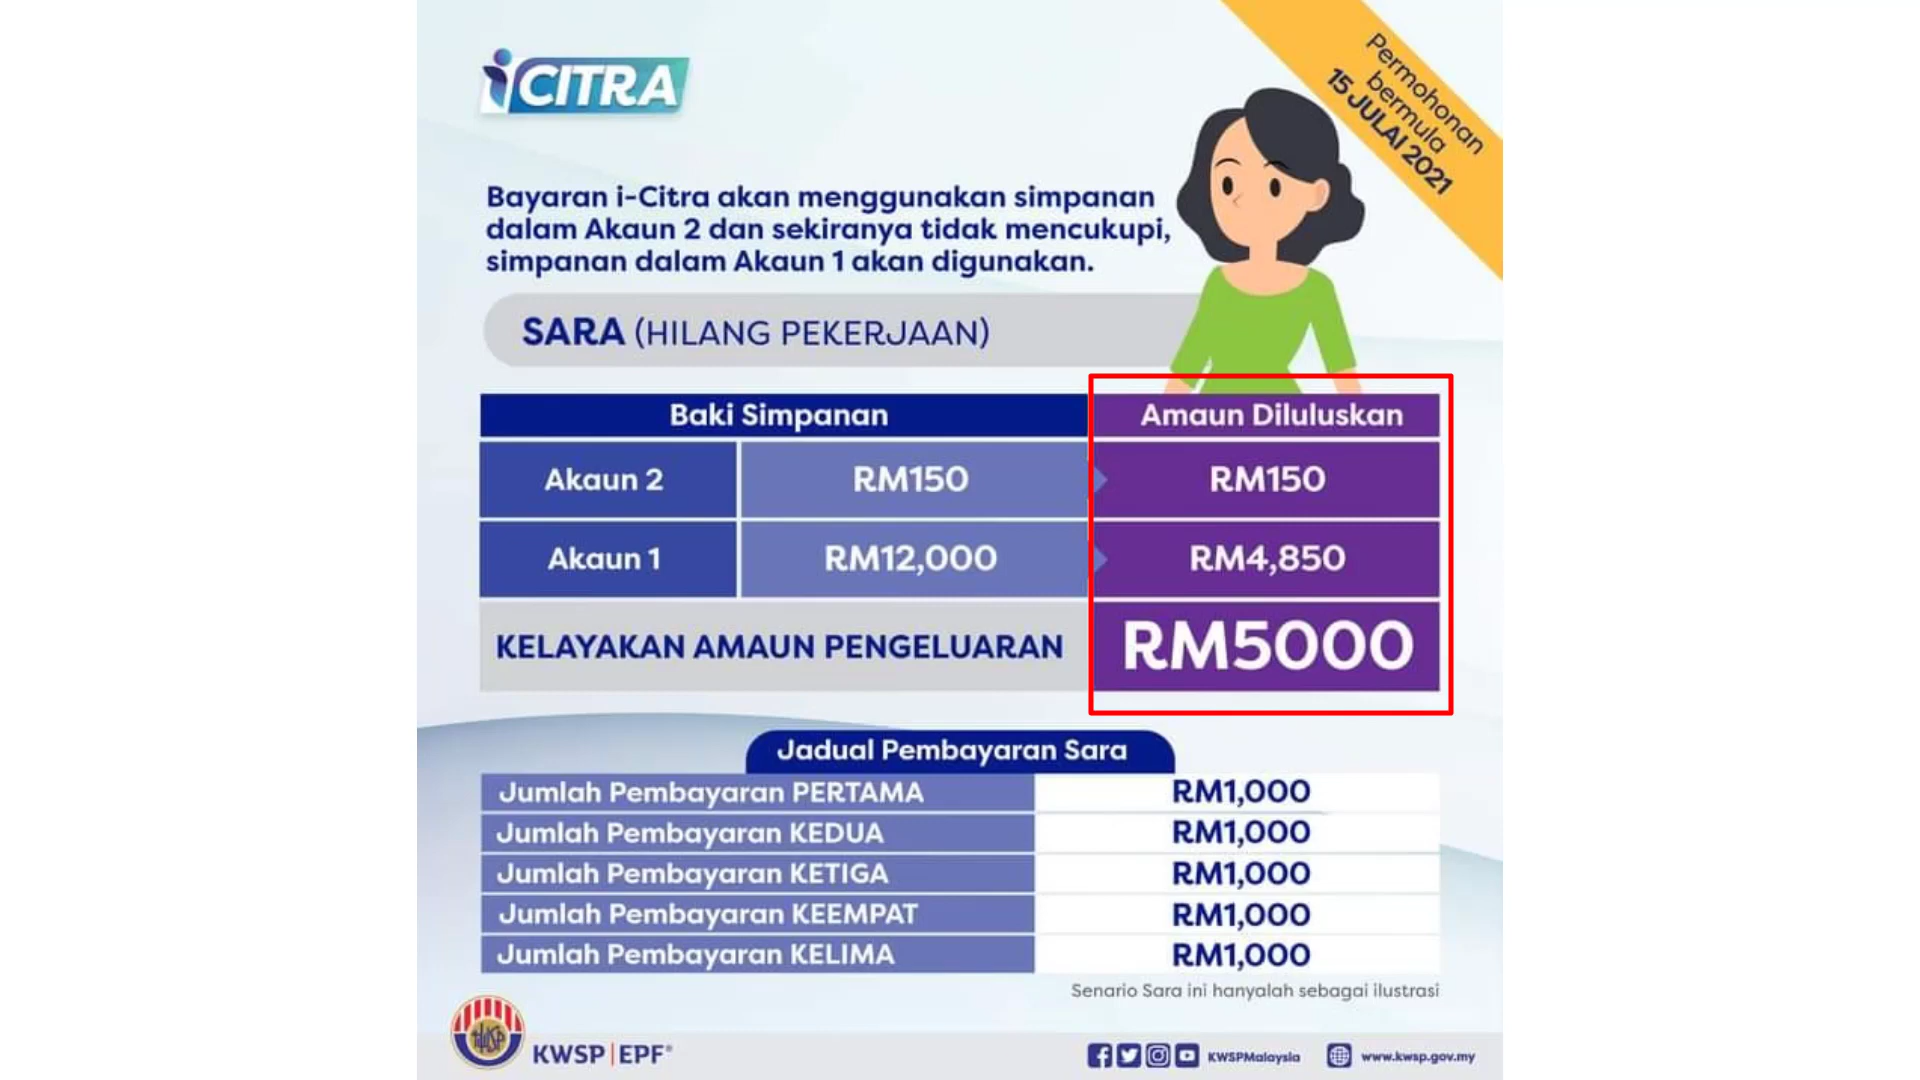 iCITRA
Permohonan
bermula
15 JULAI 2021
Bayaran i-Citra akan menggunakan simpanan
dalam Akaun 2 dan sekiranya tidak mencukupi,
simpanan dalam Akaun 1 akan digunakan.
SARA (HILANG PEKERJAAN)
Baki Simpanan Amaun Diluluskan
Akaun 2 RM150 RM150
Akaun 1 RM12,000 RM4,850
KELAYAKAN AMAUN PENGELUARAN RM5000
Jadual Pembayaran Sara
Jumlah Pembayaran PERTAMA RM1,000
Jumlah Pembayaran KEDUA RM1,000
Jumlah Pembayaran KETIGA RM1,000
Jumlah Pembayaran KEEMPAT RM1,000
Jumlah Pembayaran KELIMA RM1,000
Senario Sara ini hanyalah sebagai ilustrasi
KWSP
KWSP | EPF® KWSPMalaysia www.kwsp.gov.my